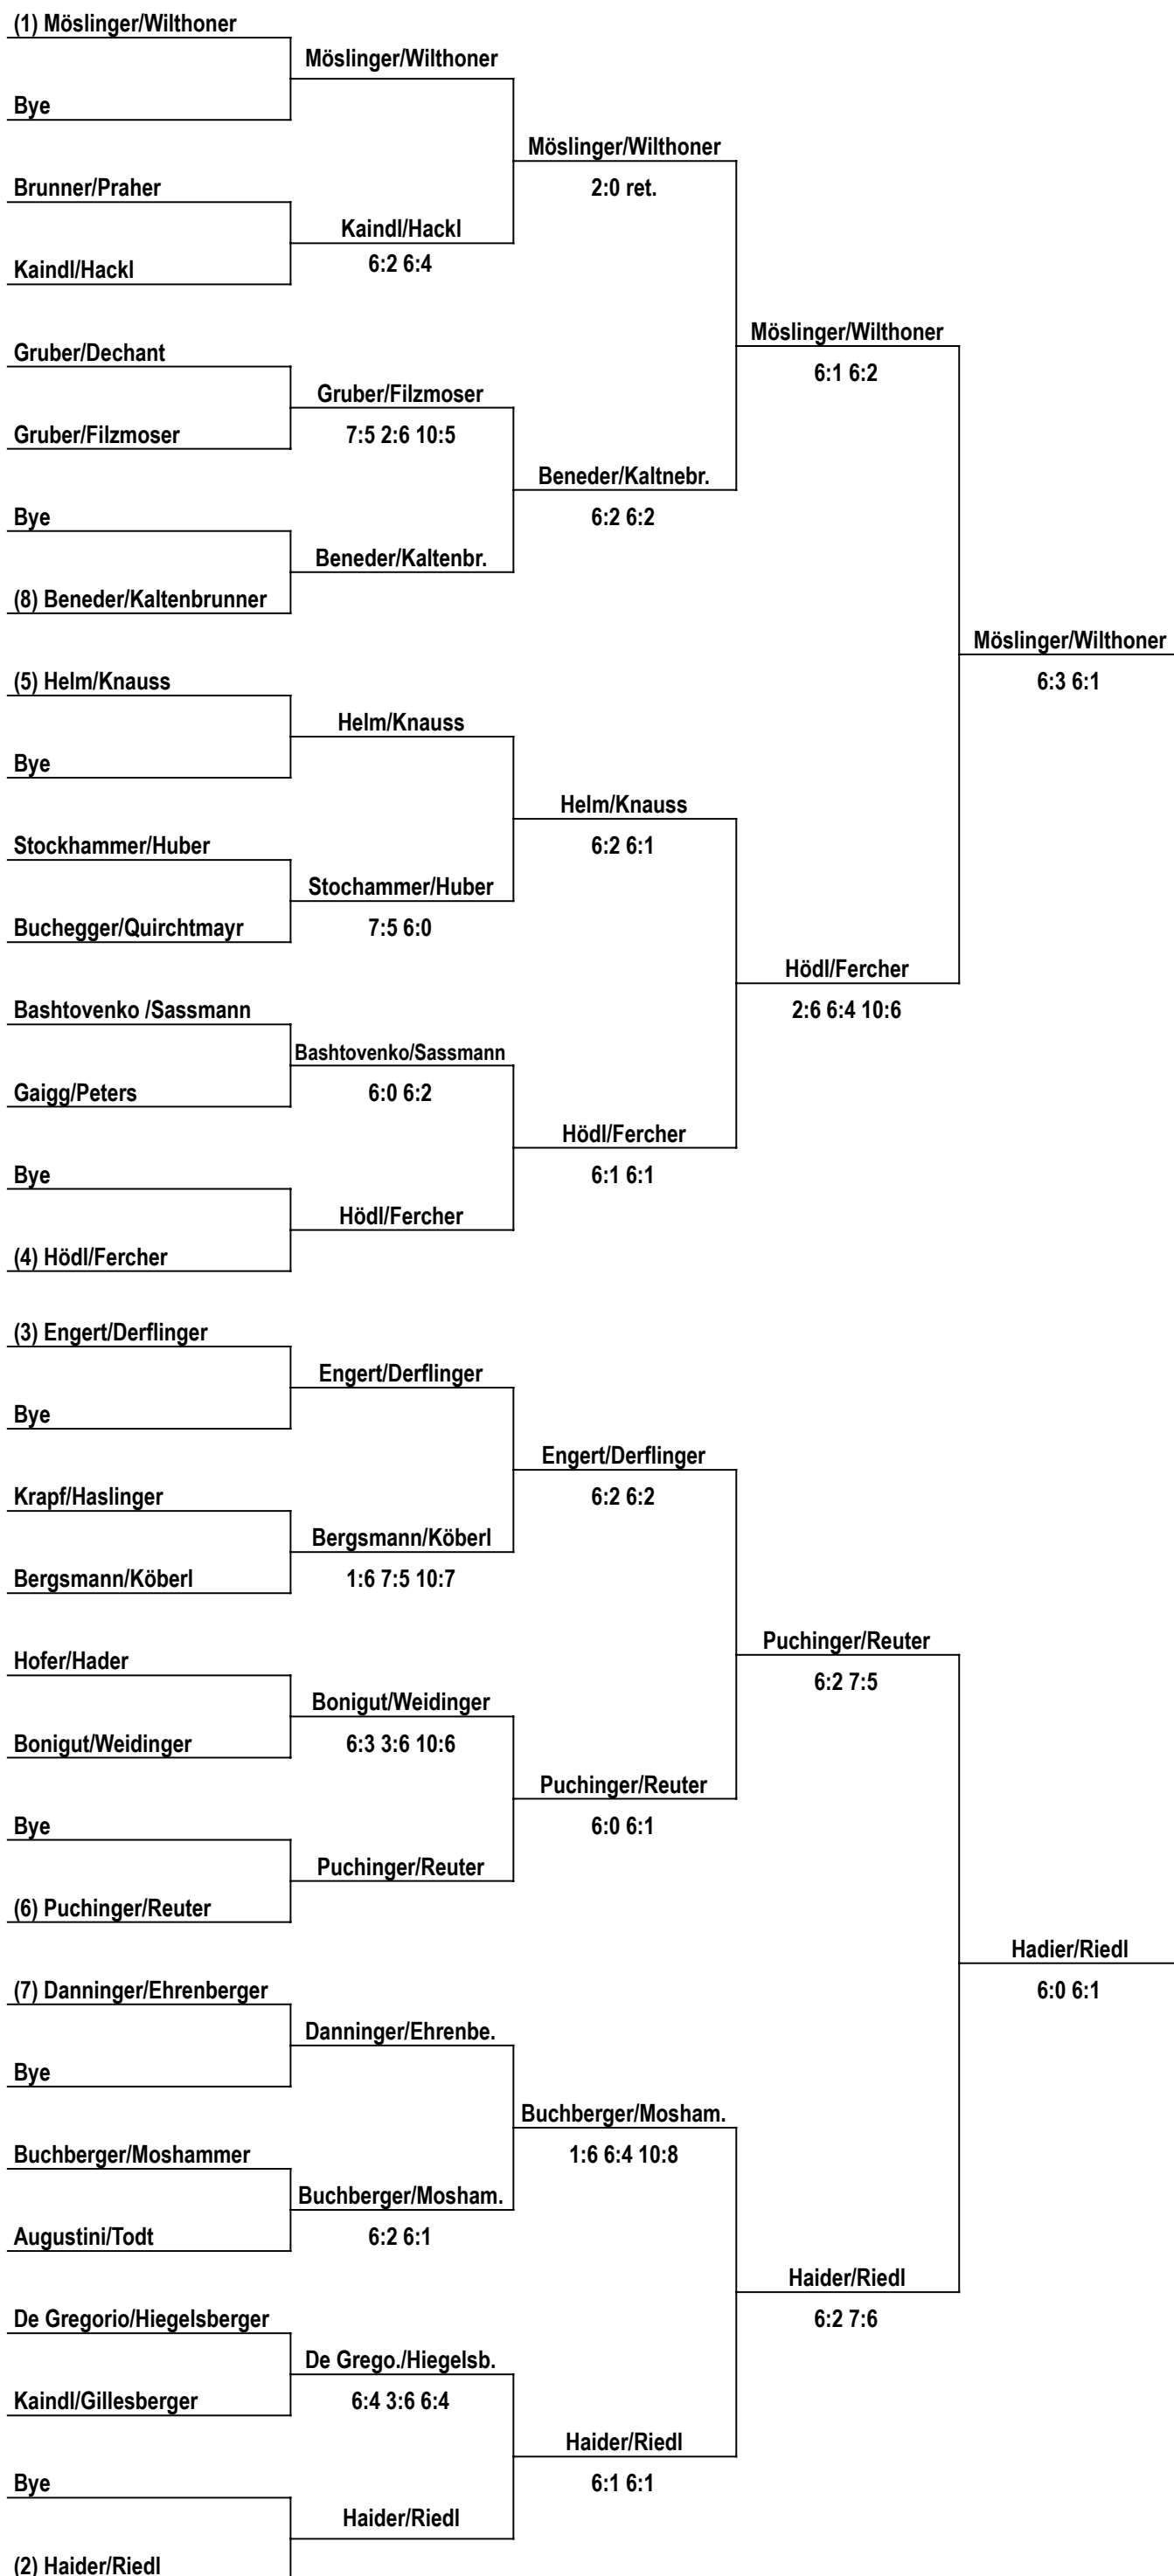 (1) Möslinger/Wilthoner
Möslinger/Wilthoner
Bye
Möslinger/Wilthoner
Brunner/Praher
2:0 ret.
Kaindl/Hackl
Kaindl/Hackl
6:2 6:4
Möslinger/Wilthoner
Gruber/Dechant
6:1 6:2
Gruber/Filzmoser
Gruber/Filzmoser
7:5 2:6 10:5
Beneder/Kaltnebr.
Bye
6:2 6:2
Beneder/Kaltenbr.
(8) Beneder/Kaltenbrunner
Möslinger/Wilthoner
(5) Helm/Knauss
6:3 6:1
Helm/Knauss
Bye
Helm/Knauss
Stockhammer/Huber
6:2 6:1
Stochammer/Huber
Buchegger/Quirchtmayr
7:5 6:0
Hödl/Fercher
Bashtovenko /Sassmann
2:6 6:4 10:6
Bashtovenko/Sassmann
Gaigg/Peters
6:0 6:2
Hödl/Fercher
Bye
6:1 6:1
Hödl/Fercher
(4) Hödl/Fercher
(3) Engert/Derflinger
Engert/Derflinger
Bye
Engert/Derflinger
Krapf/Haslinger
6:2 6:2
Bergsmann/Köberl
Bergsmann/Köberl
1:6 7:5 10:7
Puchinger/Reuter
Hofer/Hader
6:2 7:5
Bonigut/Weidinger
Bonigut/Weidinger
6:3 3:6 10:6
Puchinger/Reuter
Bye
6:0 6:1
Puchinger/Reuter
(6) Puchinger/Reuter
Hadier/Riedl
(7) Danninger/Ehrenberger
6:0 6:1
Danninger/Ehrenbe.
Bye
Buchberger/Mosham.
Buchberger/Moshammer
1:6 6:4 10:8
Buchberger/Mosham.
Augustini/Todt
6:2 6:1
Haider/Riedl
De Gregorio/Hiegelsberger
6:2 7:6
De Grego./Hiegelsb.
Kaindl/Gillesberger
6:4 3:6 6:4
Haider/Riedl
Bye
6:1 6:1
Haider/Riedl
(2) Haider/Riedl